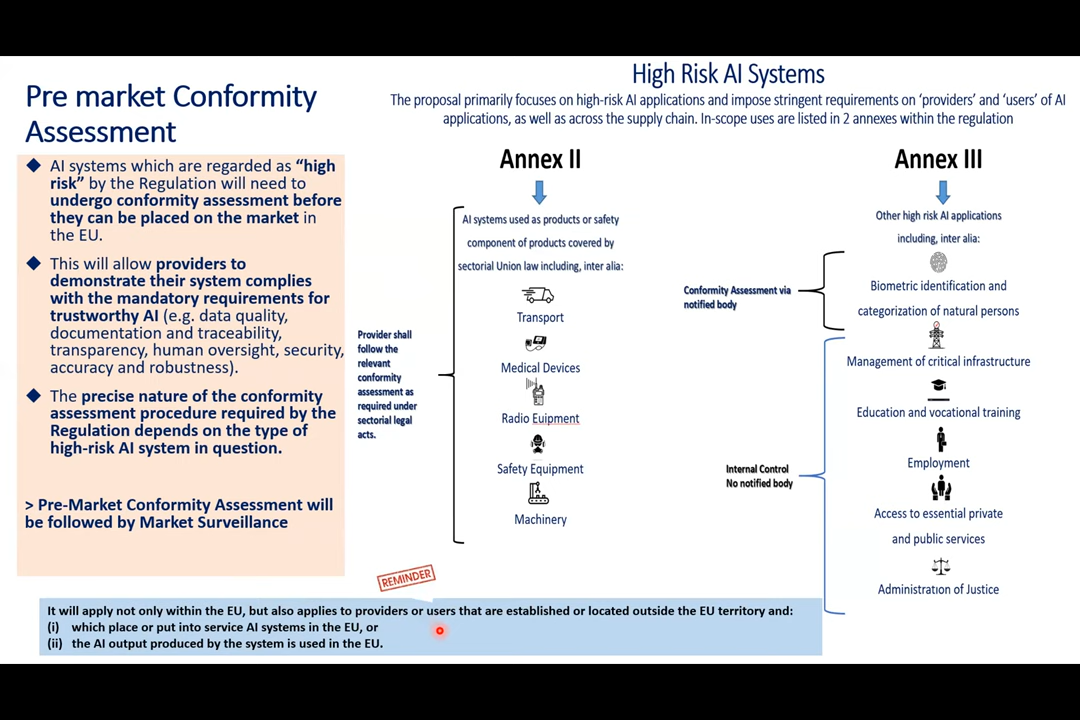 Pre market Conformity
Assessment
◆ AI systems which are regarded as “high
risk” by the Regulation will need to
undergo conformity assessment before
they can be placed on the market in
the EU.
◆ This will allow providers to
demonstrate their system complies
with the mandatory requirements for
trustworthy AI (e.g. data quality,
documentation and traceability,
transparency, human oversight, security,
accuracy and robustness).
◆ The precise nature of the conformity
assessment procedure required by the
Regulation depends on the type of
high-risk AI system in question.
> Pre-Market Conformity Assessment will
be followed by Market Surveillance
High Risk AI Systems
The proposal primarily focuses on high-risk AI applications and impose stringent requirements on ‘providers’ and ‘users’ of AI
applications, as well as across the supply chain. In-scope uses are listed in 2 annexes within the regulation
Annex II
AI systems used as products or safety
component of products covered by
sectorial Union law including, inter alia:
Provider shall
follow the
relevant
conformity
assessment as
required under
sectorial legal
acts.
Transport
Medical Devices
Radio Euipment
Safety Equipment
Machinery
Annex III
Other high risk AI applications
including, inter alia:
Conformity Assessment via
notified body
Biometric identification and
categorization of natural persons
Internal Control
No notified body
Management of critical infrastructure
Education and vocational training
Employment
Access to essential private
and public services
Administration of Justice
REMINDER
It will apply not only within the EU, but also applies to providers or users that are established or located outside the EU territory and:
(i) which place or put into service AI systems in the EU, or
(ii) the AI output produced by the system is used in the EU.